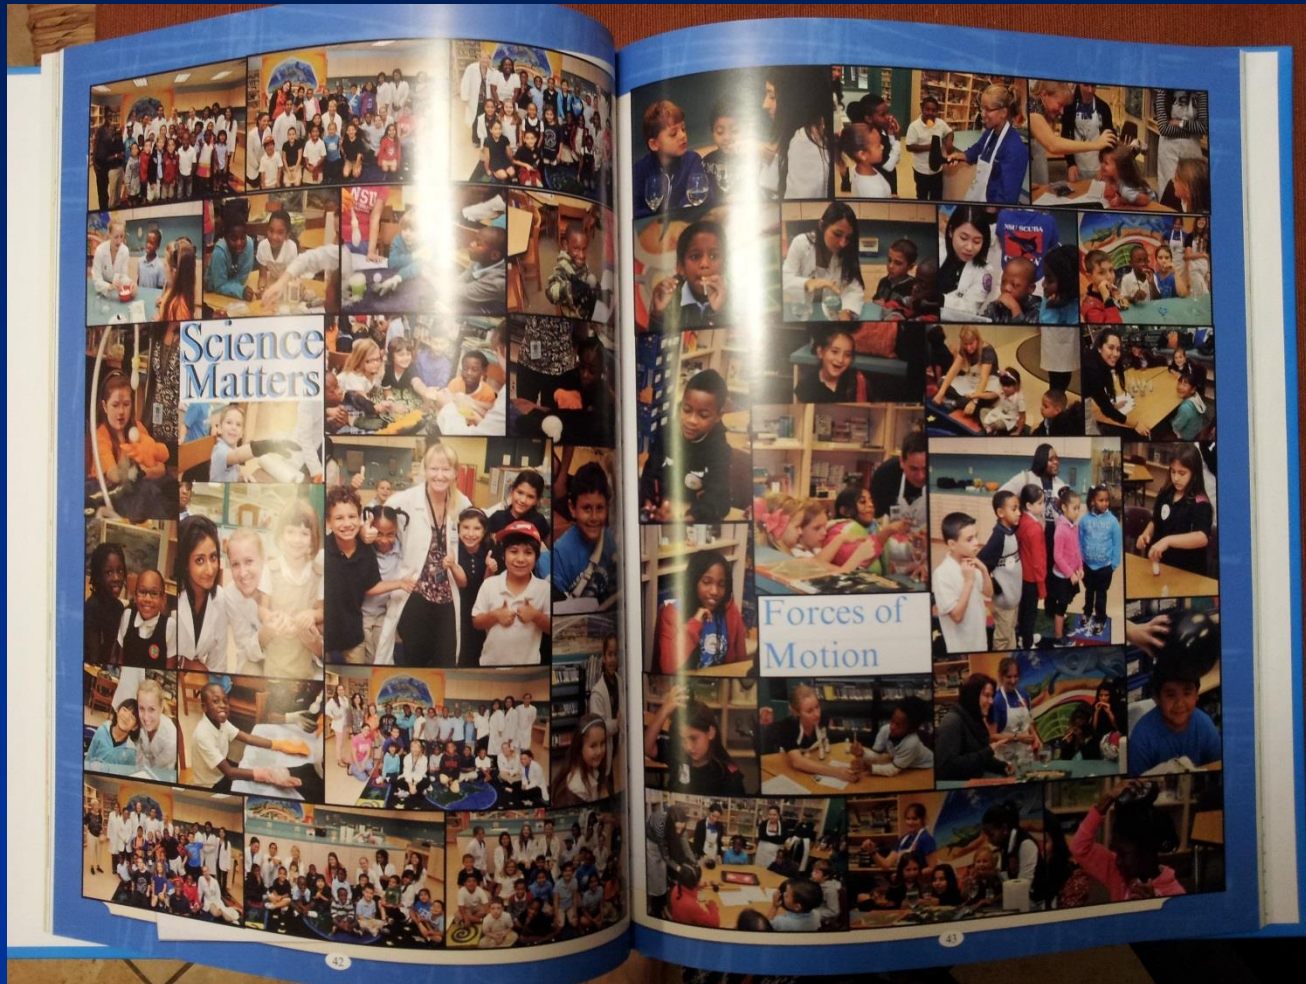 NSU
Science
Matters
42
NSU SCUBA
Forces of
Motion
43